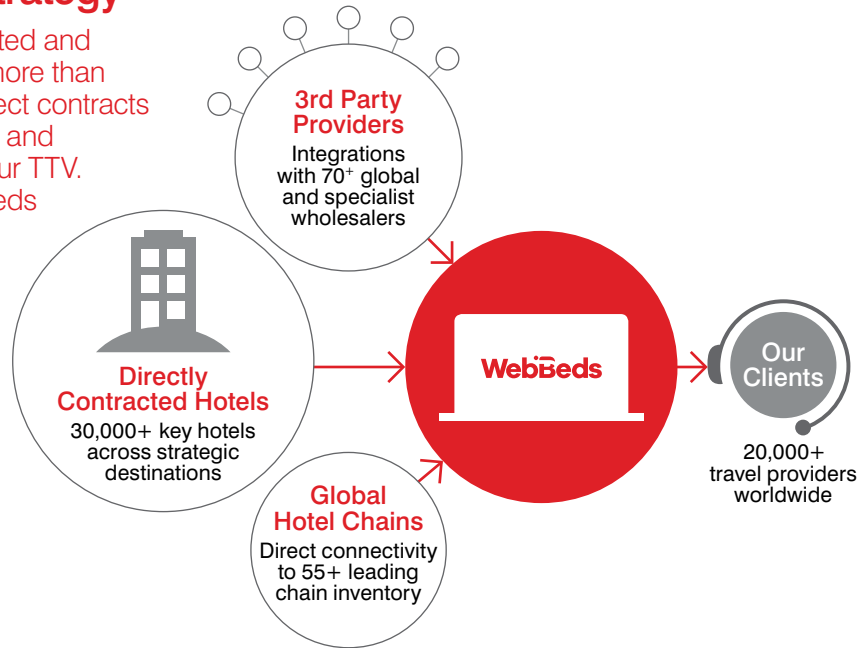 ted and
more than
ect contracts
and
ur TTV.
eds
3rd Party
Providers
Integrations
with 70+ global
and specialist
wholesalers
Directly
Contracted Hotels
30,000+ key hotels
across strategic
destinations
WebBeds
Our
Clients
20,000+
travel providers
worldwide
Global
Hotel Chains
Direct connectivity
to 55+ leading
chain inventory